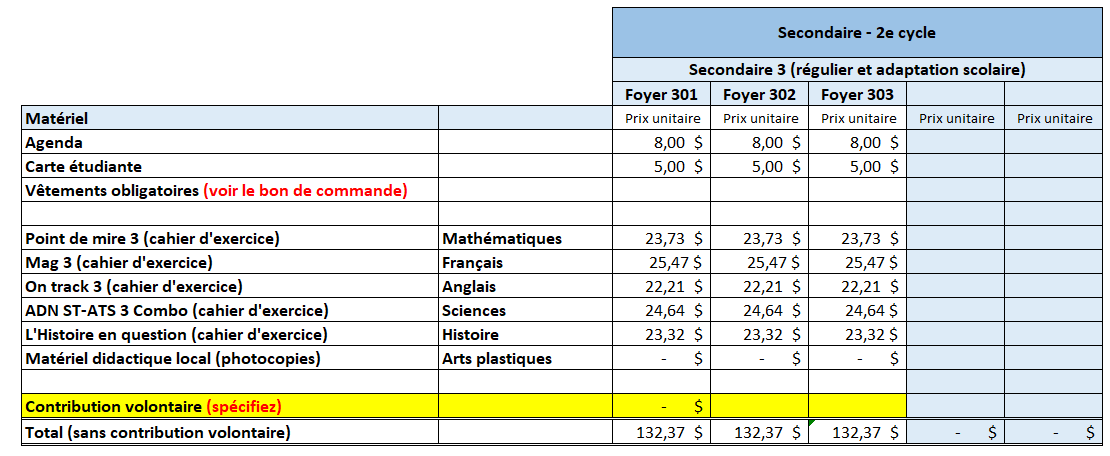 Secondaire - 2e cycle
Secondaire 3 (régulier et adaptation scolaire)
Foyer 301 Foyer 302 Foyer 303
Matériel Prix unitaire Prix unitaire Prix unitaire Prix unitaire Prix unitaire
Agenda 8,00 $ 8,00 $ 8,00 $
Carte étudiante 5,00 $ 5,00 $ 5,00 $
Vêtements obligatoires (voir le bon de commande)
Point de mire 3 (cahier d'exercice) Mathématiques 23,73 $ 23,73 $ 23,73 $
Mag 3 (cahier d'exercice) Français 25,47 $ 25,47 $ 25,47 $
On track 3 (cahier d'exercice) Anglais 22,21 $ 22,21 $ 22,21 $
ADN ST-ATS 3 Combo (cahier d'exercice) Sciences 24,64 $ 24,64 $ 24,64 $
L'Histoire en question (cahier d'exercice) Histoire 23,32 $ 23,32 $ 23,32 $
Matériel didactique local (photocopies) Arts plastiques - $ - $ - $
Contribution volontaire (spécifiez) - $
Total (sans contribution volontaire) 132,37 $ 132,37 $ 132,37 $ - $ - $